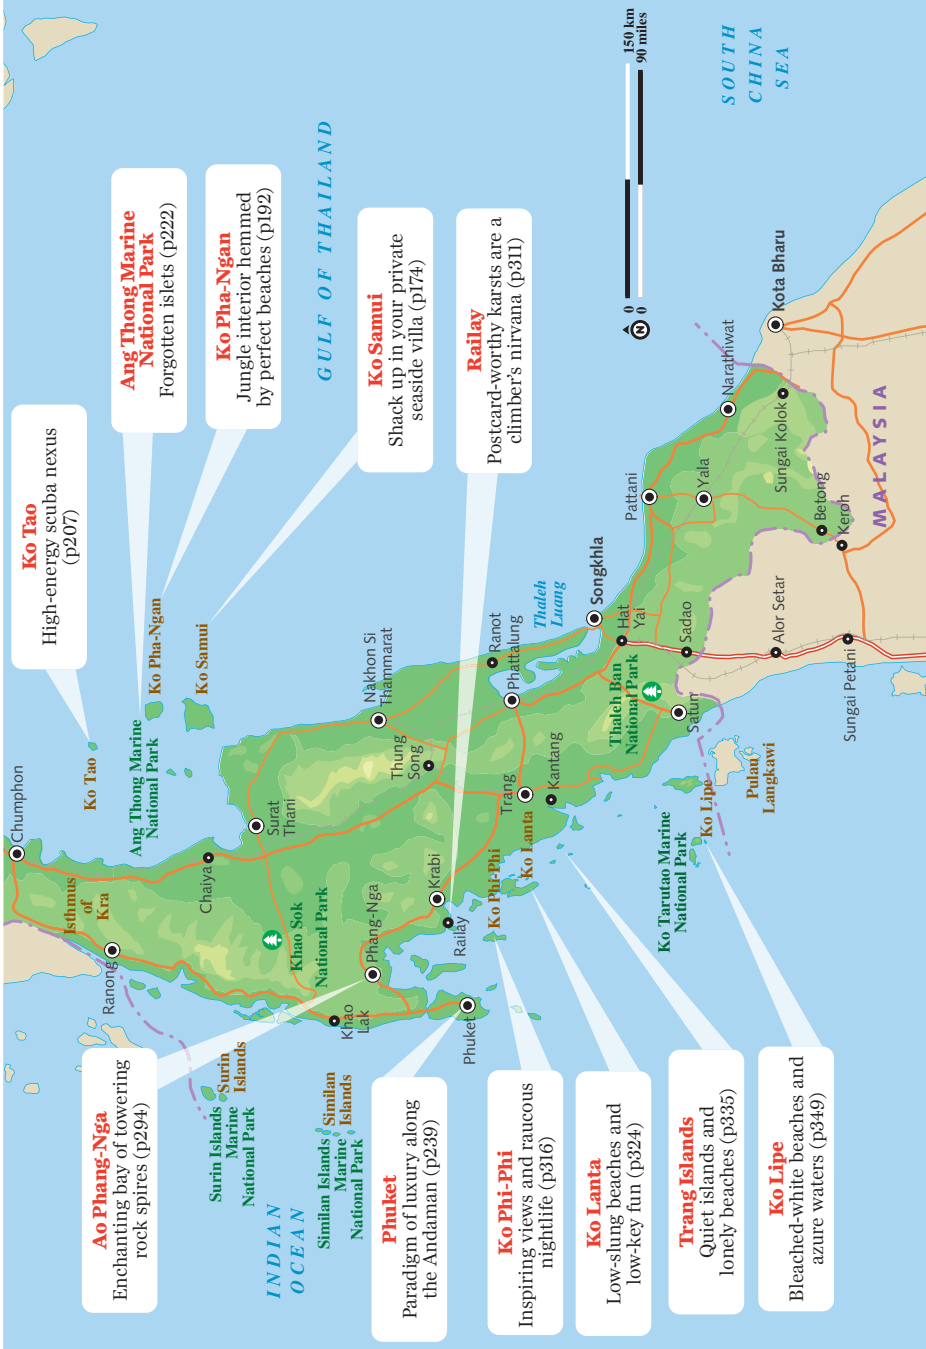 Ko Tao
High-energy scuba nexus
(p207)
Ang Thong Marine
National Park
Forgotten islets (p222)
Ko Pha-Ngan
Jungle interior hemmed
by perfect beaches (p192)
Ko Samui
Shack up in your private
seaside villa (p174)
Railay
Postcard-worthy karsts are a
climber's nirvana (p311)
Ao Phang-Nga
Enchanting bay of towering
rock spires (p294)
Phuket
Paradigm of luxury along
the Andaman (p239)
Ko Phi-Phi
Inspiring views and raucous
nightlife (p316)
Ko Lanta
Low-slung beaches and
low-key fun (p324)
Trang Islands
Quiet islands and
lonely beaches (p335)
Ko Lipe
Bleached-white beaches and
azure waters (p349)
Chumphon
Isthmus
of
Kra
Ranong
Ko Tao
Ang Thong Marine
National Park
Ko Pha-Ngan
Ko Samui
GULF OF THAILAND
Chaiya
Surat
Thani
Surin
Islands
Surin Islands
Marine
National Park
INDIAN
OCEAN
Khao Sok
National Park
Similan
Islands
Similan Islands
Marine
National Park
Khao
Lak
Phang-Nga
Nakhon Si
Thammarat
Thung
Song
Krabi
Railay
Phuket
Ko Phi-Phi
Ko Lanta
Trang
Kantang
Ranot
Phattalung
Thaleh
Luang
Songkhla
Hat
Yai
Thaleh Ban
National Park
Sadao
Satun
Ko Tarutao Marine
National Park
Ko Lipe
Pulau
Langkawi
Pattani
Yala
Narathiwat
Sungai Kolok
Kota Bharu
Betong
Keroh
Alor Setar
Sungai Petani
MALAYSIA
SOUTH
CHINA
SEA
N
0
150 km
0
90 miles